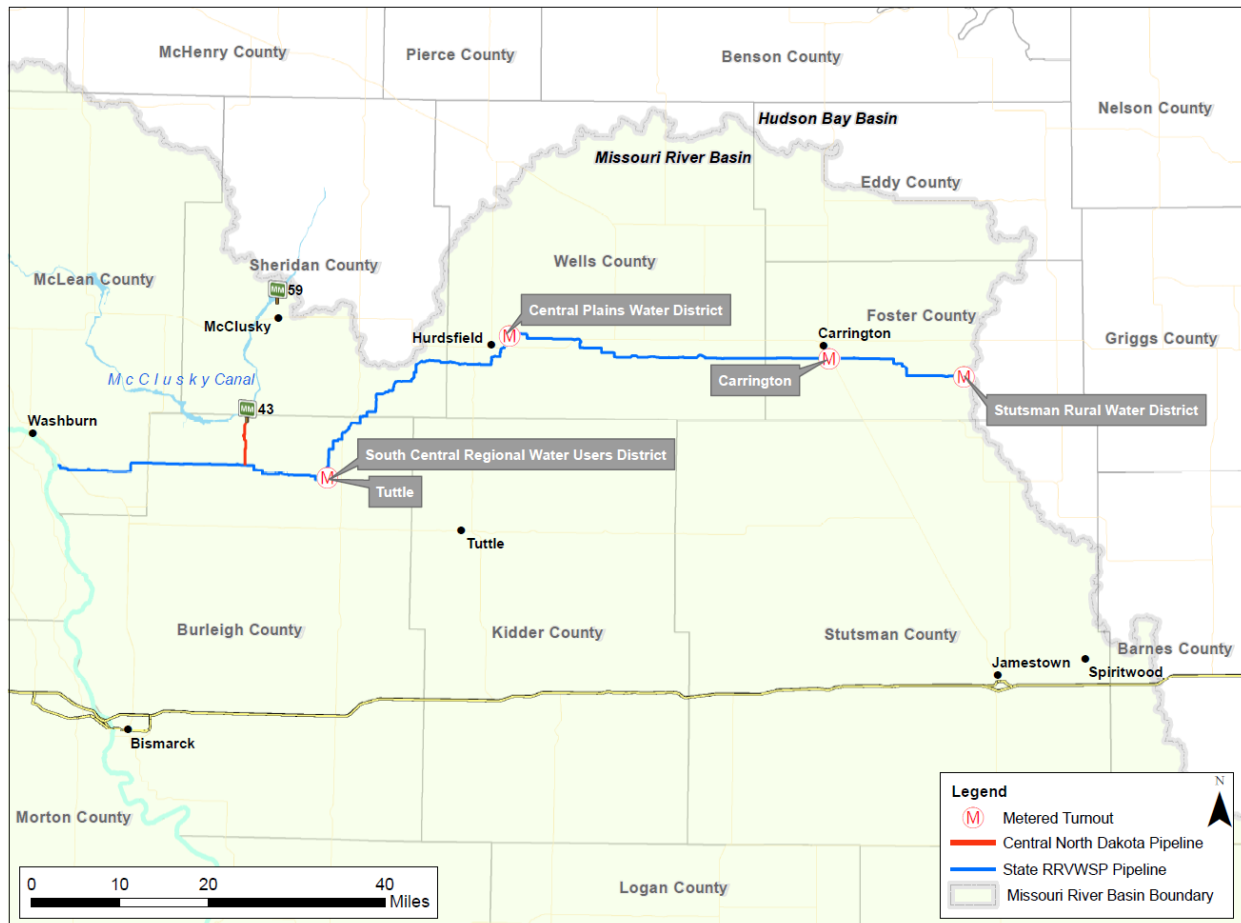 McHenry County
Pierce County
Benson County
Nelson County
Hudson Bay Basin
Missouri River Basin
Eddy County
Sheridan County
Wells County
McLean County
MM 59
McClusky
Central Plains Water District
Foster County
Hurdsfield
M
Carrington
Griggs County
M
McClusky Canal
Carrington
M
MM 43
Stutsman Rural Water District
Washburn
South Central Regional Water Users District
M
Tuttle
Tuttle
Burleigh County
Kidder County
Stutsman County
Barnes County
Jamestown
Spiritwood
Bismarck
Morton County
Logan County
Legend
N
M Metered Turnout
Central North Dakota Pipeline
State RRVWSP Pipeline
Missouri River Basin Boundary
0 10 20 40
Miles